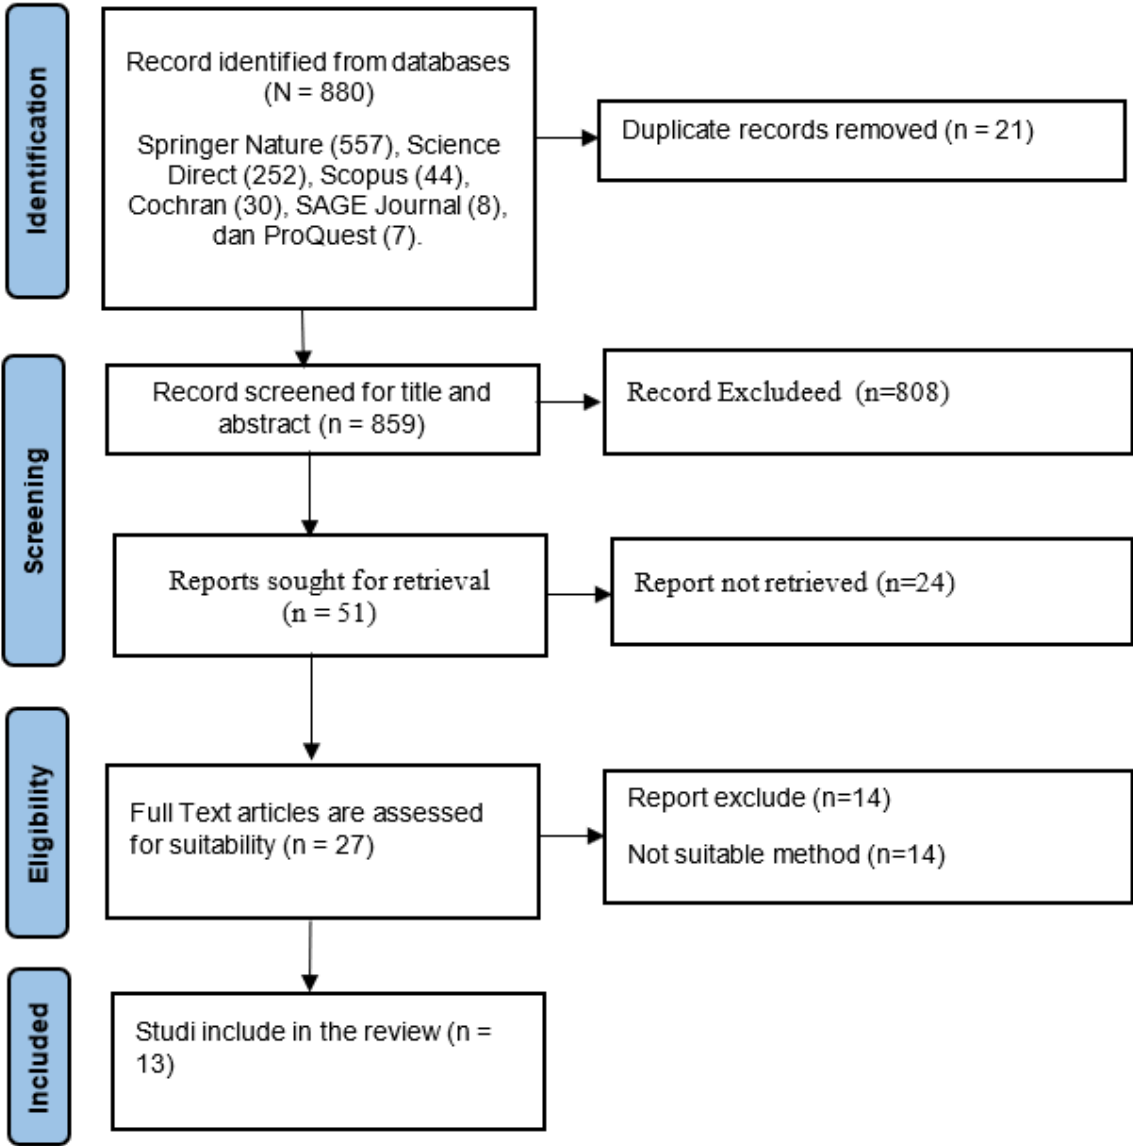 Identification
Record identified from databases
(N = 880)
Springer Nature (557), Science
Direct (252), Scopus (44),
Cochran (30), SAGE Journal (8),
dan ProQuest (7).
Duplicate records removed (n = 21)
Screening
Record screened for title and
abstract (n = 859)
Record Excludeed (n=808)
Reports sought for retrieval
(n = 51)
Report not retrieved (n=24)
Eligibility
Full Text articles are assessed
for suitability (n = 27)
Report exclude (n=14)
Not suitable method (n=14)
Included
Studi include in the review (n =
13)